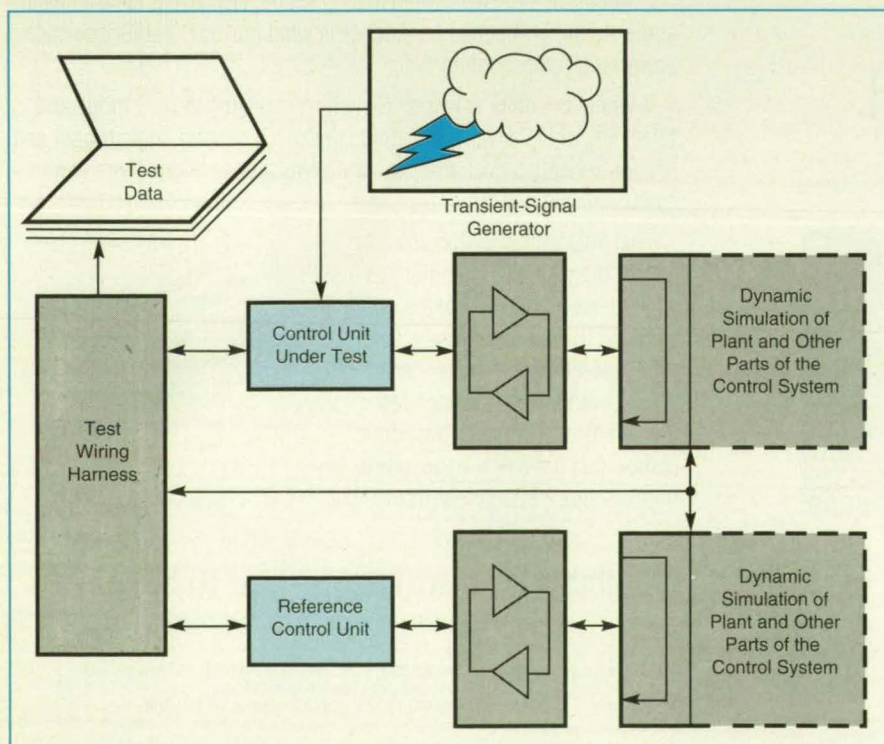 Test
Data
Transient-Signal
Generator
Control Unit
Under Test
Dynamic
Simulation of
Plant and Other
Parts of the
Control System
Test
Wiring
Harness
Reference
Control Unit
Dynamic
Simulation of
Plant and Other
Parts of the
Control System